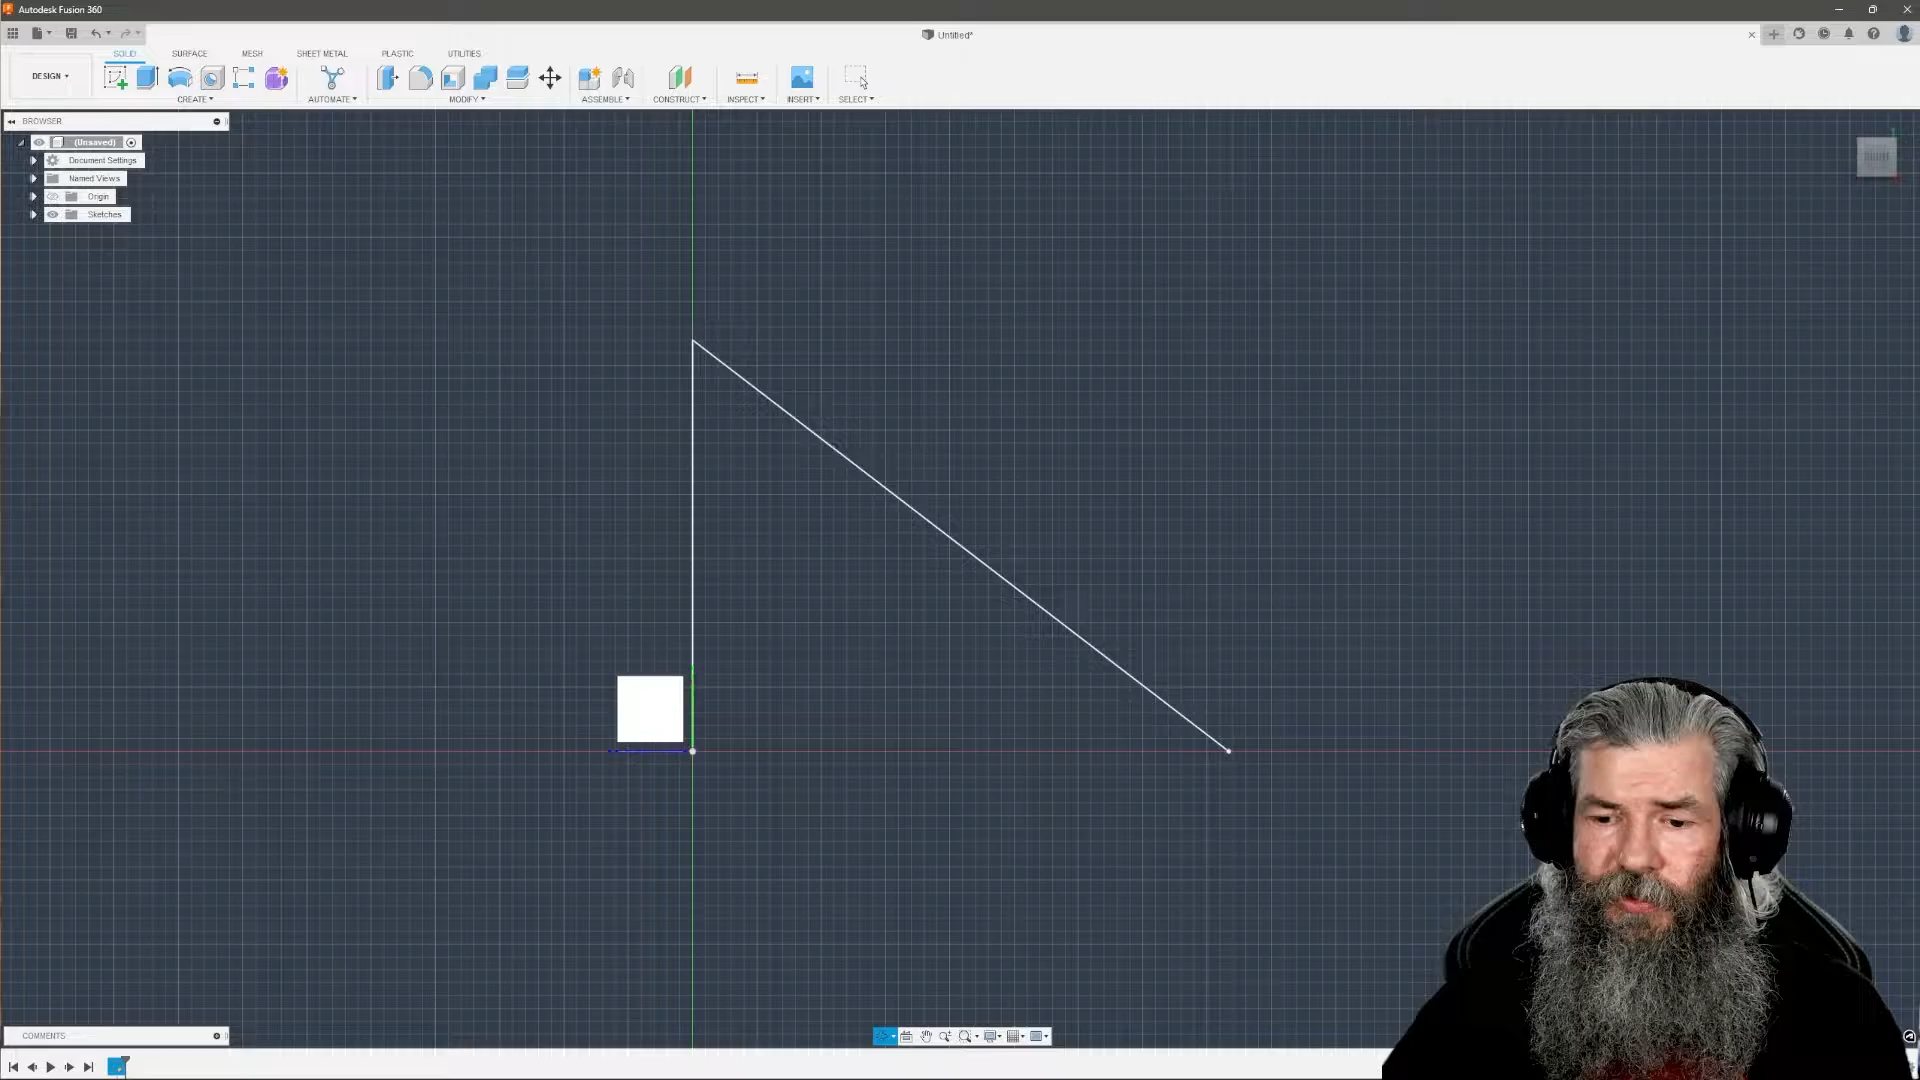 Autodesk Fusion 360
Untitled*
SOLID SURFACE MESH SHEET METAL PLASTIC UTILITIES
DESIGN
CREATE AUTOMATE MODIFY ASSEMBLE CONSTRUCT INSPECT INSERT SELECT
BROWSER
(Unsaved)
Document Settings
Named Views
Origin
Sketches
COMMENTS